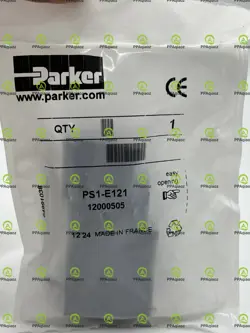 Parker
www.parker.com
CE
QTY 1
easy
opening
PS1-E121
12000505
12 24 MADE IN FRANCE